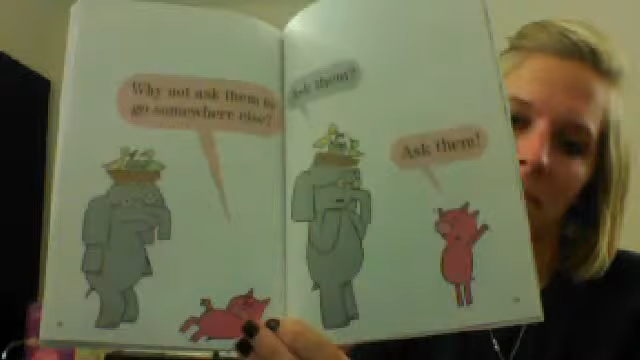 Why not ask them to
go somewhere else?
Ask them?
Ask them!